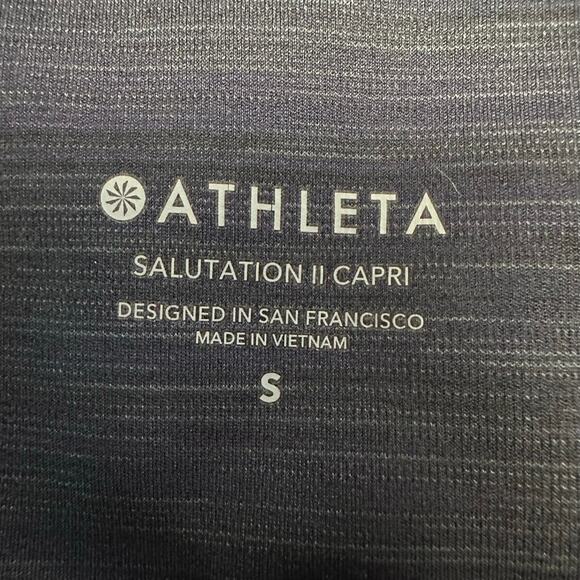 ATHLETA
SALUTATION II CAPRI
DESIGNED IN SAN FRANCISCO
MADE IN VIETNAM
S